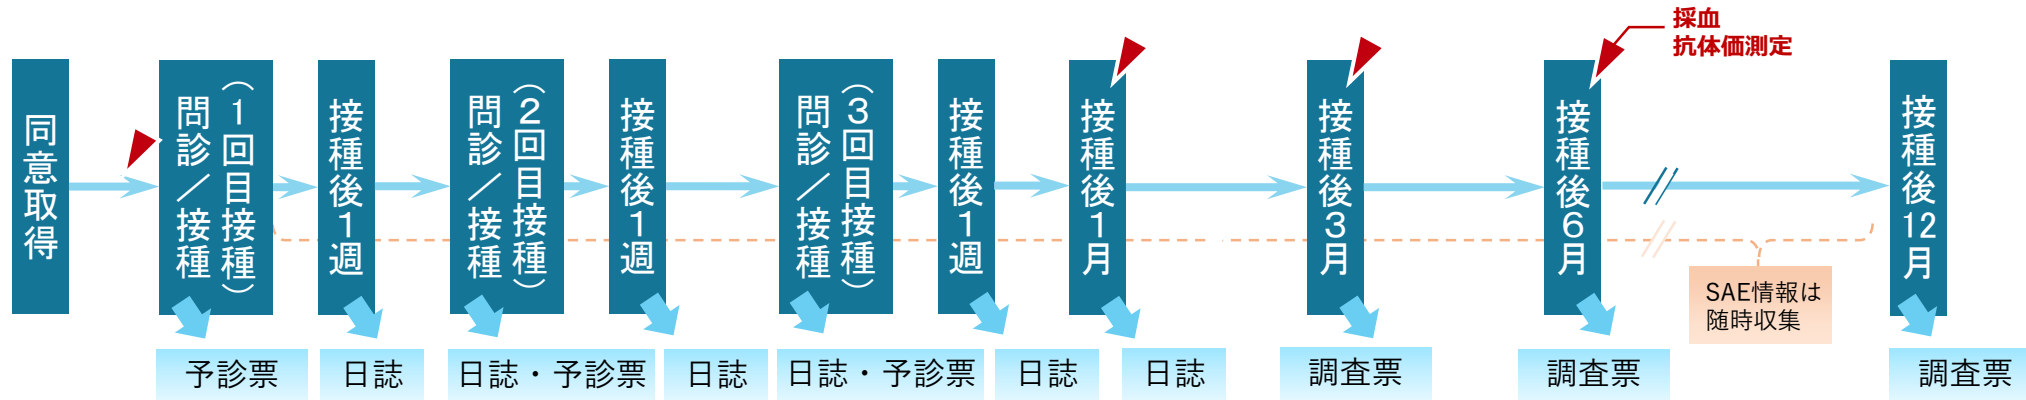 採血
抗体価測定
同意取得
(1回目接種)
問診/接種
接種後1週
(2回目接種)
問診/接種
接種後1週
(3回目接種)
問診/接種
接種後1週
接種後1月
接種後3月
接種後6月
接種後12月
SAE情報は
随時収集
予診票
日誌
日誌・予診票
日誌
日誌・予診票
日誌
日誌
調査票
調査票
調査票